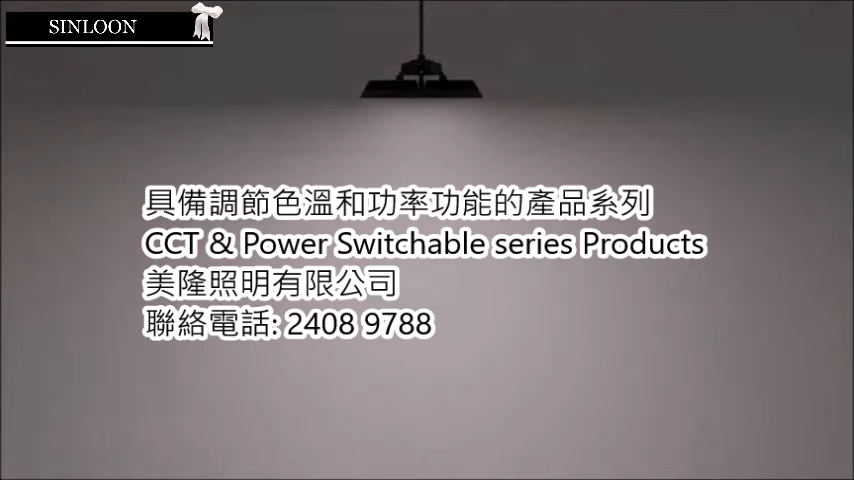 SINLOON
具備調節色溫和功率功能的產品系列
CCT & Power Switchable series Products
美隆照明有限公司
聯絡電話: 2408 9788